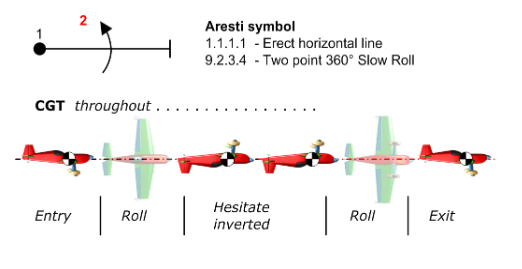 2
1
Aresti symbol
1.1.1.1 - Erect horizontal line
9.2.3.4 - Two point 360° Slow Roll
CGT throughout . . . . . . . . . . . . . . . . .
Entry
Roll
Hesitate
inverted
Roll
Exit